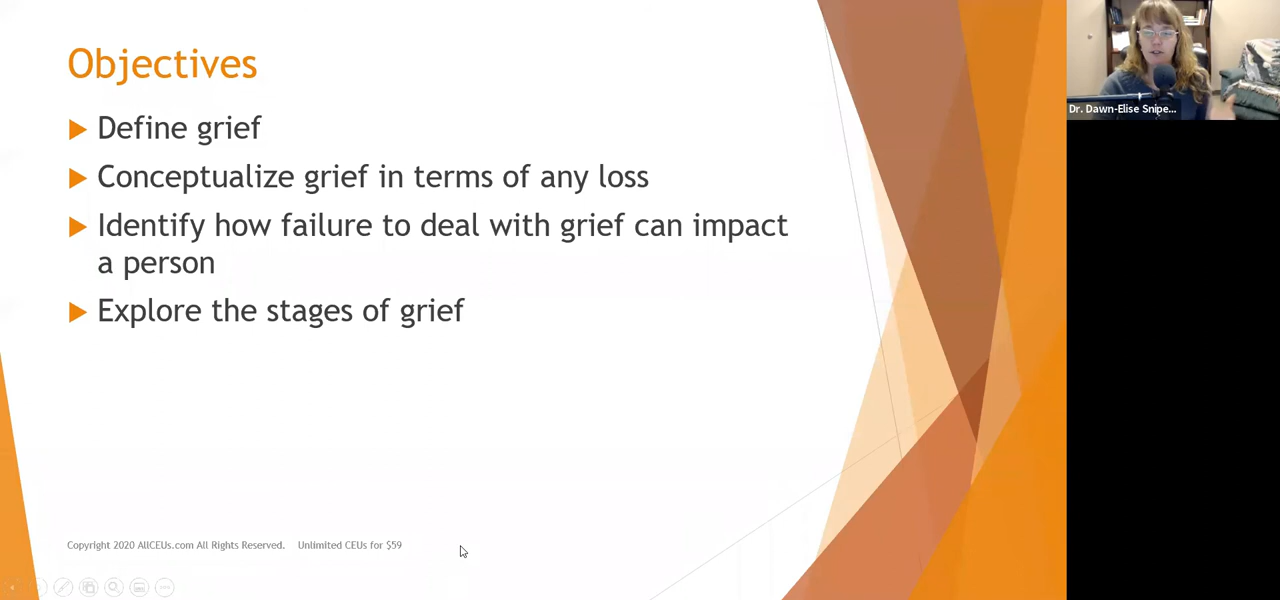 Objectives
Define grief
Conceptualize grief in terms of any loss
Identify how failure to deal with grief can impact
a person
Explore the stages of grief
Copyright 2020 AllCEUs.com All Rights Reserved. Unlimited CEUs for $59
Dr. Dawn-Elise Snipe...